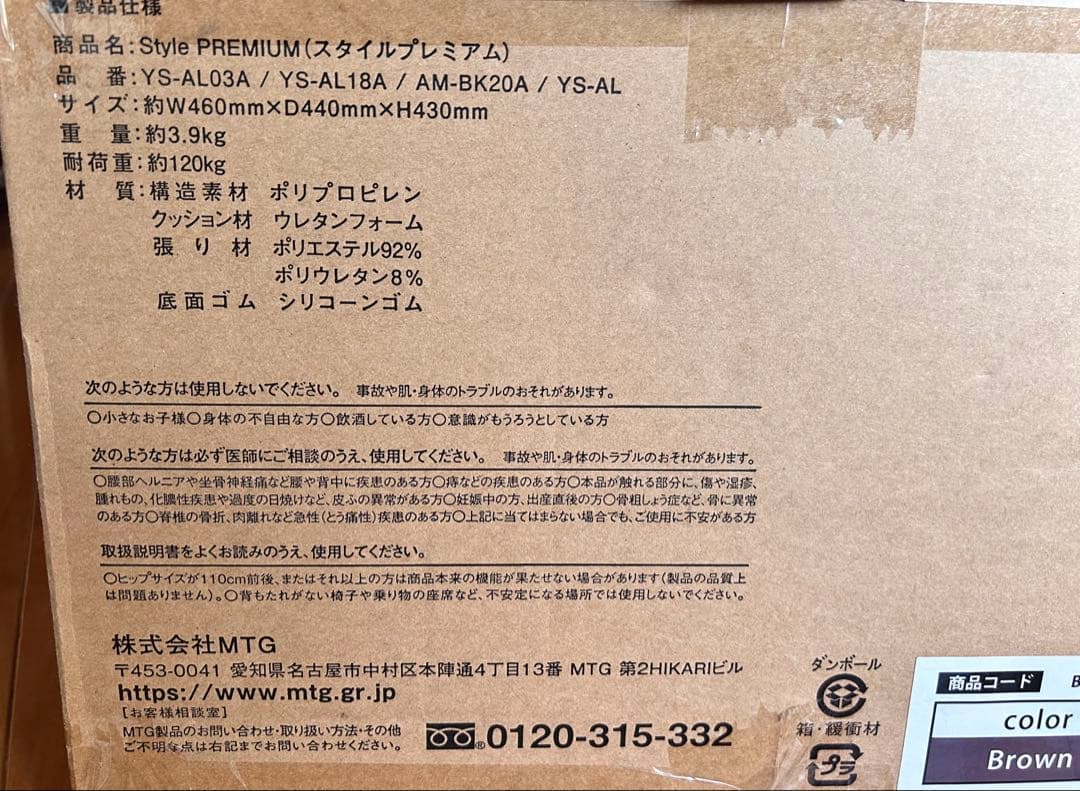 製品仕様
商品名:Style PREMIUM(スタイルプレミアム)
品 番:YS-AL03A / YS-AL18A / AM-BK20A / YS-AL
サイズ:約W460mm×D440mm×H430mm
重 量:約3.9kg
耐荷重:約120kg
材 質:構造素材 ポリプロピレン
クッション材 ウレタンフォーム
張り材 ポリエステル92%
ポリウレタン8%
底面ゴム シリコーンゴム
次のような方は使用しないでください。 事故や肌・身体のトラブルのおそれがあります。
○小さなお子様○身体の不自由な方○飲酒している方○意識がもうろうとしている方
次のような方は必ず医師にご相談のうえ、使用してください。 事故や肌・身体のトラブルのおそれがあります。
○腰部ヘルニアや坐骨神経痛など腰や背中に疾患のある方○痔などの疾患のある方○本品が触れる部分に、傷や湿疹、
腫れもの、化膿性疾患や過度の日焼けなど、皮ふの異常がある方○妊娠中の方、出産直後の方○骨粗しょう症など、骨に異常
のある方○脊椎の骨折、肉離れなど急性(とう痛性)疾患のある方○上記に当てはまらない場合でも、ご使用に不安がある方
取扱説明書をよくお読みのうえ、使用してください。
○ヒップサイズが110cm前後、またはそれ以上の方は商品本来の機能が果たせない場合があります(製品の品質上
は問題ありません)。○背もたれがない椅子や乗り物の座席など、不安定になる場所では使用しないでください。
株式会社MTG
〒453-0041 愛知県名古屋市中村区本陣通4丁目13番 MTG 第2HIKARIビル
https://www.mtg.gr.jp
[お客様相談室]
MTG製品のお問い合わせ・取り扱い方法・その他
ご不明な点は右記までお問い合わせください。
0120-315-332
ダンボール
箱・緩衝材
プラ
商品コード B
color
Brown